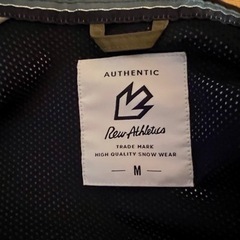 AUTHENTIC
Rew-Athletics
TRADE MARK
HIGH QUALITY SNOW WEAR
M